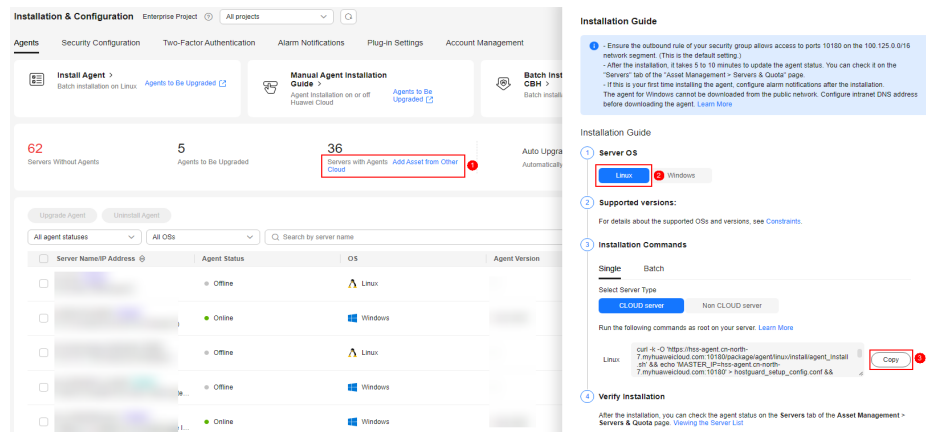 Installation & Configuration Enterprise Project ? All projects
Agents Security Configuration Two-Factor Authentication Alarm Notifications Plug-in Settings Account Management
Install Agent >
Batch installation on Linux
Agents to Be Upgraded
Manual Agent Installation
Guide >
Agent Installation on or off
Huawei Cloud
Agents to Be
Upgraded
Batch Inst
CBH >
Batch install
62
Servers Without Agents
5
Agents to Be Upgraded
36
Servers with Agents Add Asset from Other
Cloud
1
Auto Upgra
Automatically
Upgrade Agent Uninstall Agent
All agent statuses All OSs Search by server name
Server Name/IP Address Agent Status OS Agent Version
Offline Linux
Online Windows
Offline Linux
Offline Windows
Online Windows
Installation Guide
- Ensure the outbound rule of your security group allows access to ports 10180 on the 100.125.0.0/16
network segment. (This is the default setting.)
- After the installation, it takes 5 to 10 minutes to update the agent status. You can check it on the
"Servers" tab of the "Asset Management > Servers & Quota" page.
- If this is your first time installing the agent, configure alarm notifications after the installation.
The agent for Windows cannot be downloaded from the public network. Configure intranet DNS address
before downloading the agent. Learn More
Installation Guide
1 Server OS
Linux 2 Windows
2 Supported versions:
For details about the supported OSs and versions, see Constraints.
3 Installation Commands
Single Batch
Select Server Type
CLOUD server Non CLOUD server
Run the following commands as root on your server. Learn More
Linux
curl -k -O 'https://hss-agent.cn-north-
7.myhuaweicloud.com:10180/package/agent/linux/install/agent_Install
.sh' && echo 'MASTER_IP=hss-agent.cn-north-
7.myhuaweicloud.com:10180' > hostguard_setup_config.conf &&
Copy 3
4 Verify Installation
After the installation, you can check the agent status on the Servers tab of the Asset Management >
Servers & Quota page. Viewing the Server List